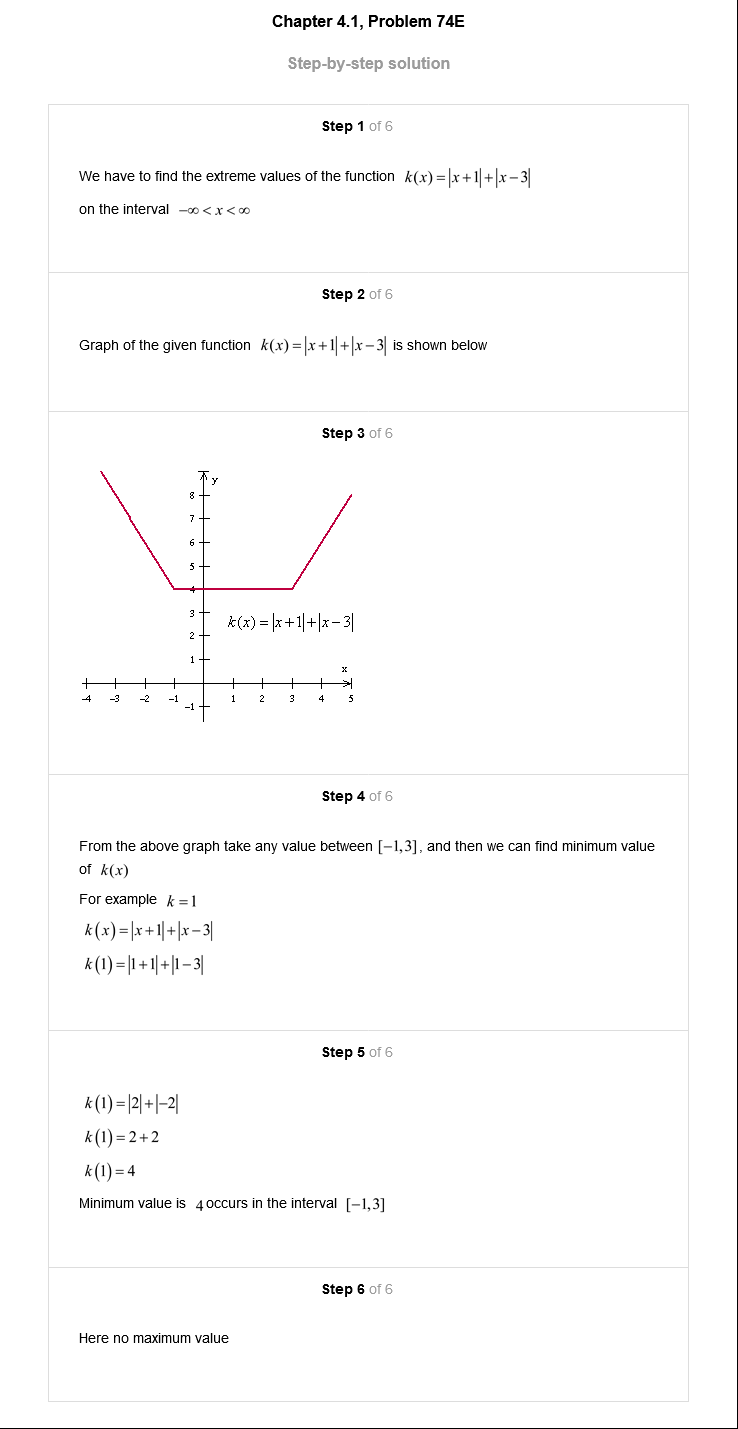 Chapter 4.1, Problem 74E
Step-by-step solution
Step 1 of 6
We have to find the extreme values of the function k(x)=|x+1|+|x−3|
on the interval −∞<x<∞
Step 2 of 6
Graph of the given function k(x)=|x+1|+|x−3| is shown below
Step 3 of 6
y
8
7
6
5
4
3
k(x)=|x+1|+|x−3|
2
1
x
−4 −3 −2 −1 1 2 3 4 5
−1
Step 4 of 6
From the above graph take any value between [−1,3], and then we can find minimum value
of k(x)
For example k=1
k(x)=|x+1|+|x−3|
k(1)=|1+1|+|1−3|
Step 5 of 6
k(1)=|2|+|−2|
k(1)=2+2
k(1)=4
Minimum value is 4 occurs in the interval [−1,3]
Step 6 of 6
Here no maximum value